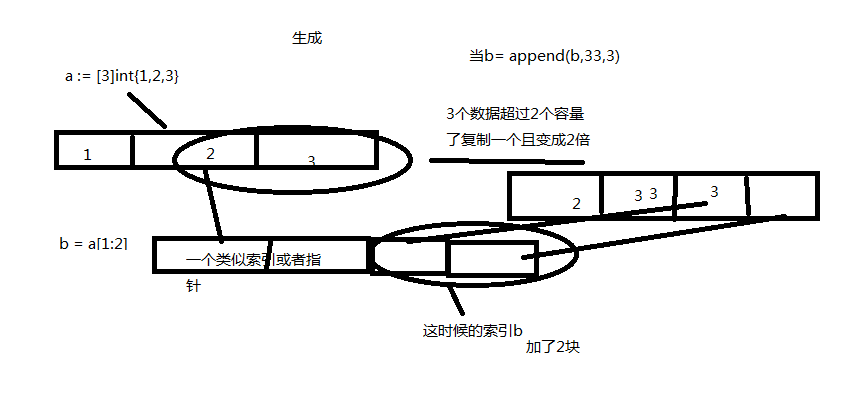 生成
当b= append(b,33,3)
a := [3]int{1,2,3}
3个数据超过2个容量
了复制一个且变成2倍
1
2
3
2
3 3
3
b = a[1:2]
一个类似索引或者指
针
这时候的索引b
加了2块